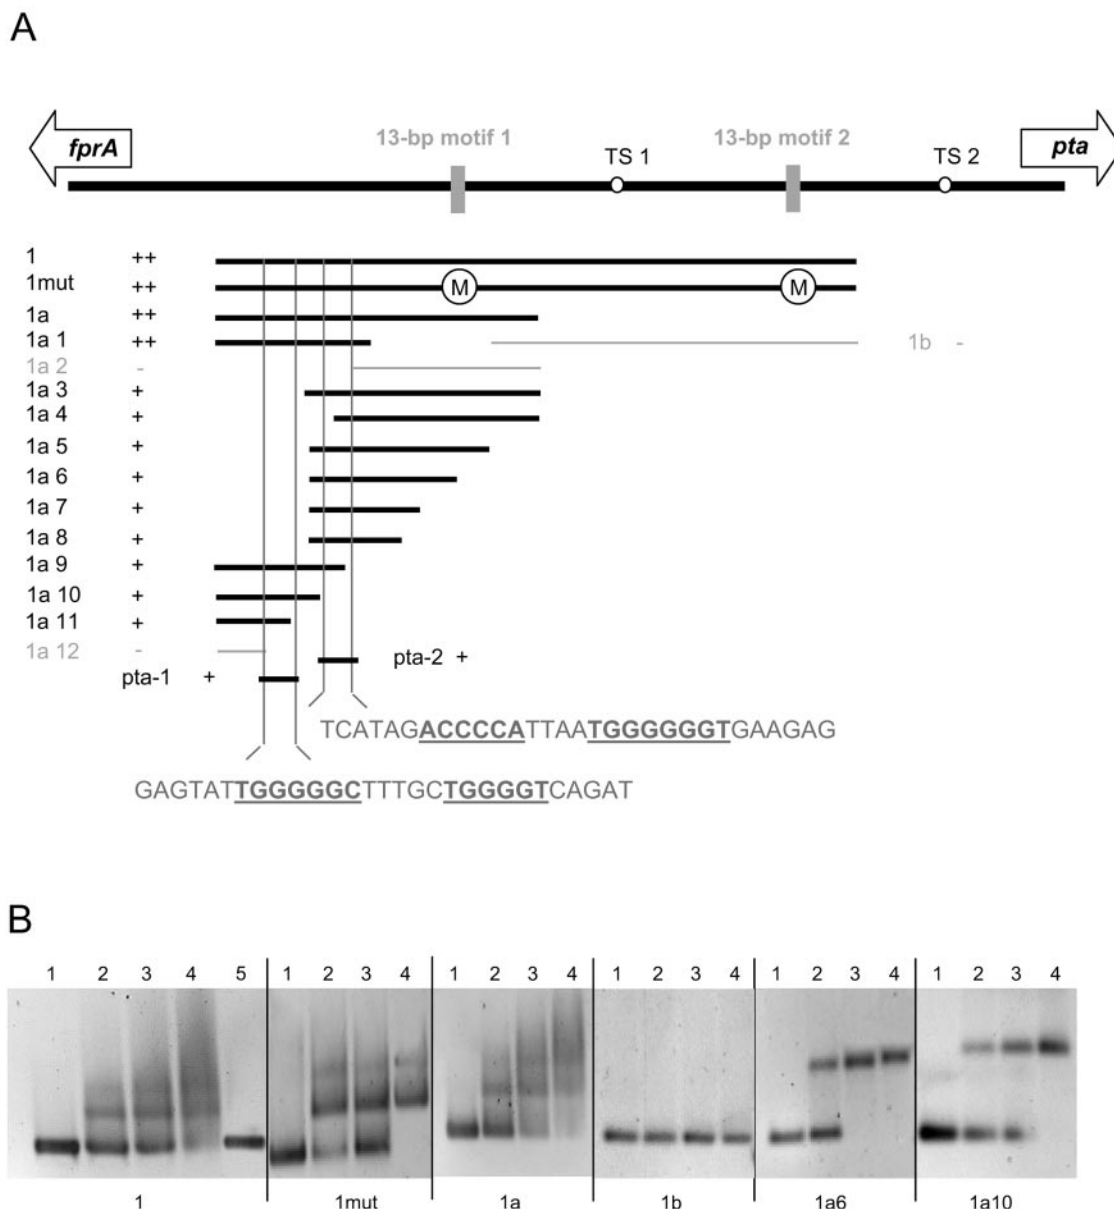 A
fprA
13-bp motif 1
TS 1
13-bp motif 2
TS 2
pta
1 ++
1mut ++ M M
1a ++
1a 1 ++ 1b -
1a 2 -
1a 3 +
1a 4 +
1a 5 +
1a 6 +
1a 7 +
1a 8 +
1a 9 +
1a 10 +
1a 11 +
1a 12 -
pta-2 +
pta-1 +
TCATAGACCCCATTAATGGGGGGTGAAGAG
GAGTATTGGGGGCTTTGCTGGGGTCAGAT
B
1 2 3 4 5 1 2 3 4 1 2 3 4 1 2 3 4 1 2 3 4 1 2 3 4
1 1mut 1a 1b 1a6 1a10